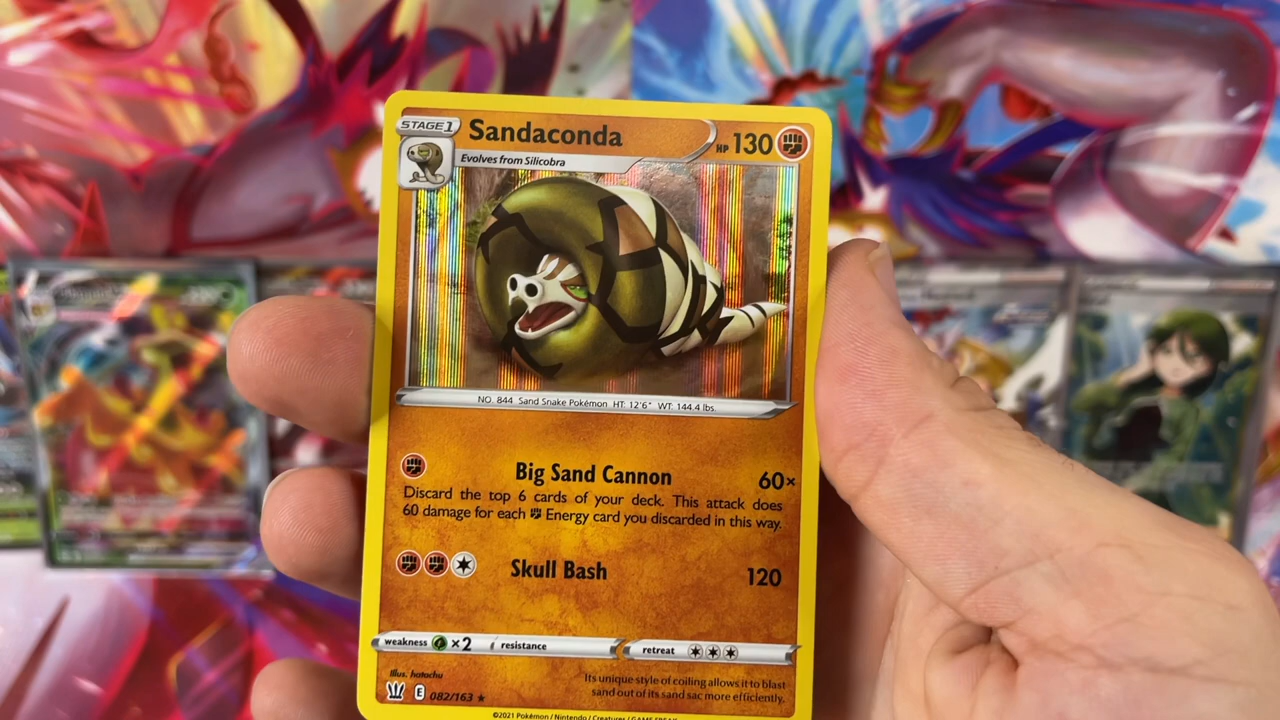 STAGE 1
Sandaconda
HP 130
Evolves from Silicobra
NO. 844 Sand Snake Pokémon HT: 12'6" WT: 144.4 lbs.
Big Sand Cannon 60×
Discard the top 6 cards of your deck. This attack does
60 damage for each Energy card you discarded in this way.
Skull Bash 120
weakness ×2 resistance retreat
Illus. hatachu
Its unique style of coiling allows it to blast
sand out of its sand sac more efficiently.
E 082/163 ★
©2021 Pokémon / Nintendo / Creatures / GAME FREAK